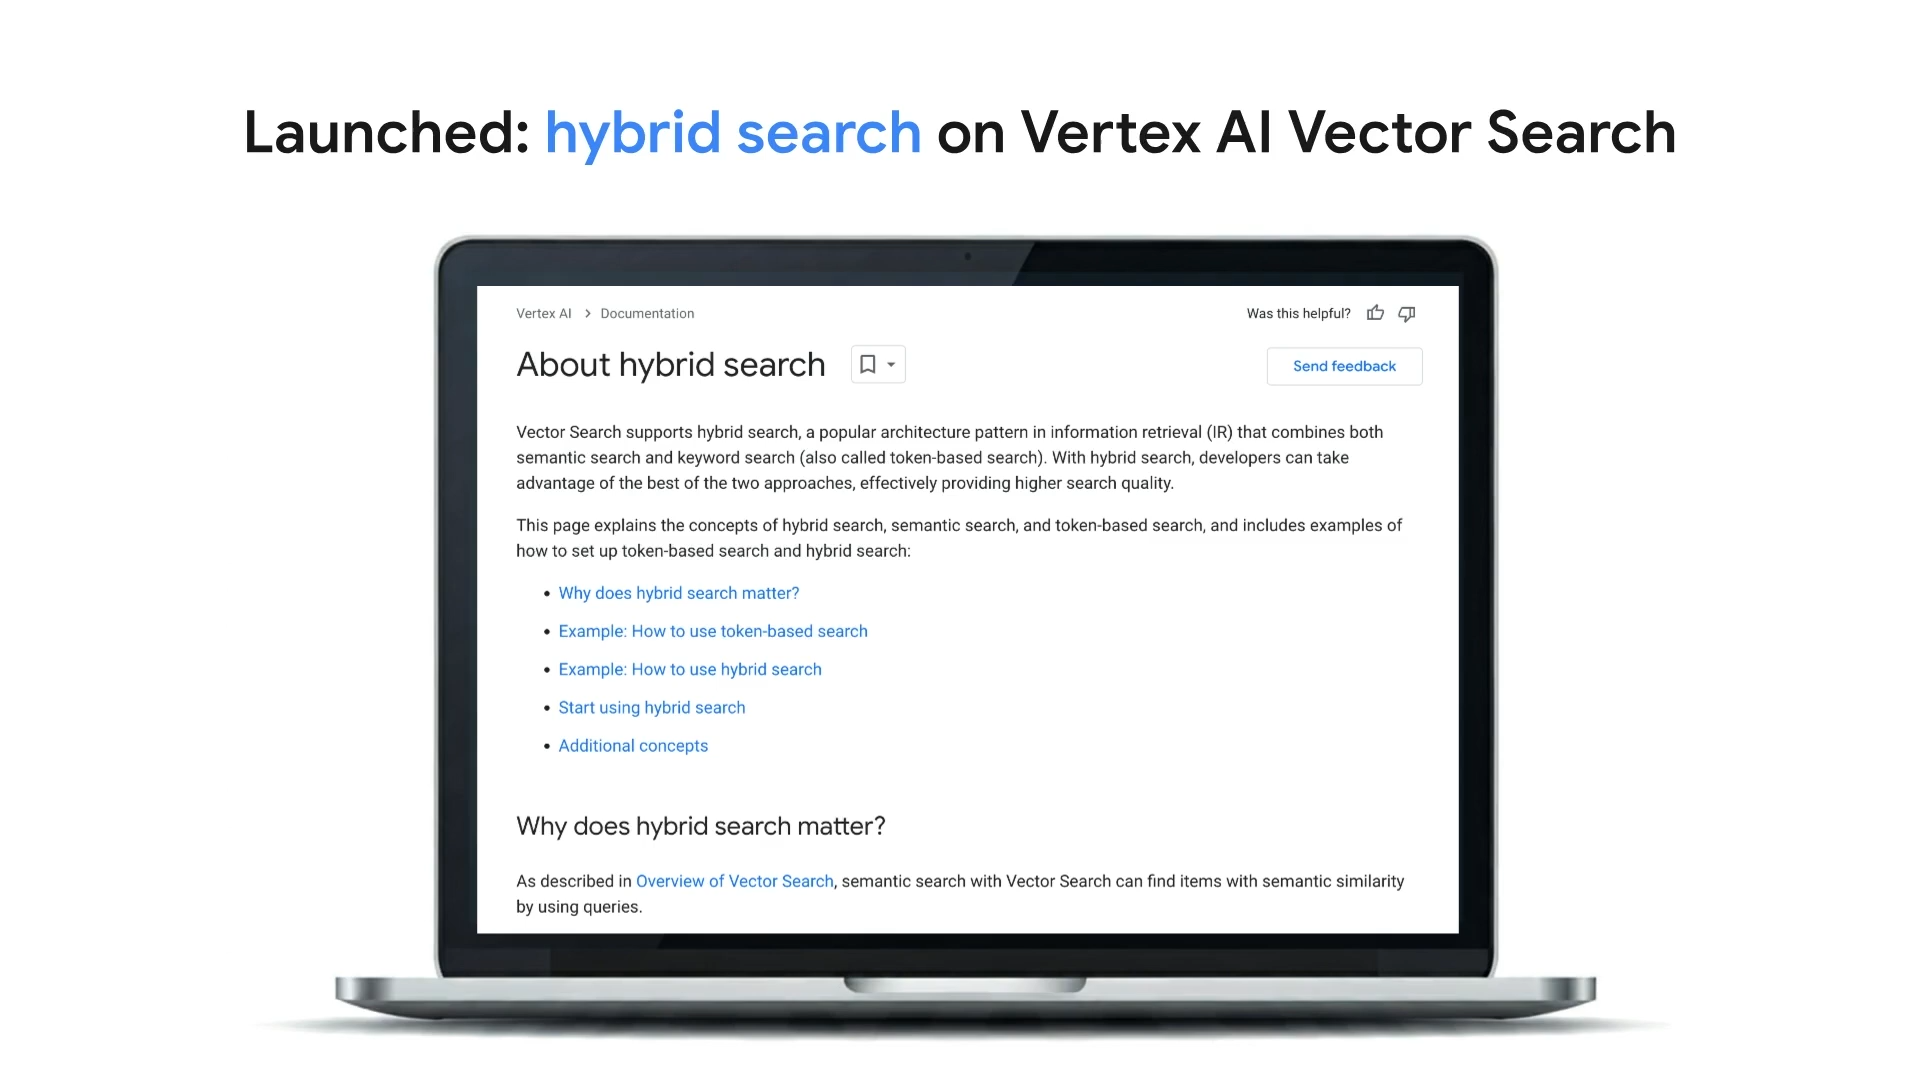 Launched: hybrid search on Vertex AI Vector Search
Vertex AI > Documentation
Was this helpful?
About hybrid search
Send feedback
Vector Search supports hybrid search, a popular architecture pattern in information retrieval (IR) that combines both
semantic search and keyword search (also called token-based search). With hybrid search, developers can take
advantage of the best of the two approaches, effectively providing higher search quality.
This page explains the concepts of hybrid search, semantic search, and token-based search, and includes examples of
how to set up token-based search and hybrid search:
• Why does hybrid search matter?
• Example: How to use token-based search
• Example: How to use hybrid search
• Start using hybrid search
• Additional concepts
Why does hybrid search matter?
As described in Overview of Vector Search, semantic search with Vector Search can find items with semantic similarity
by using queries.